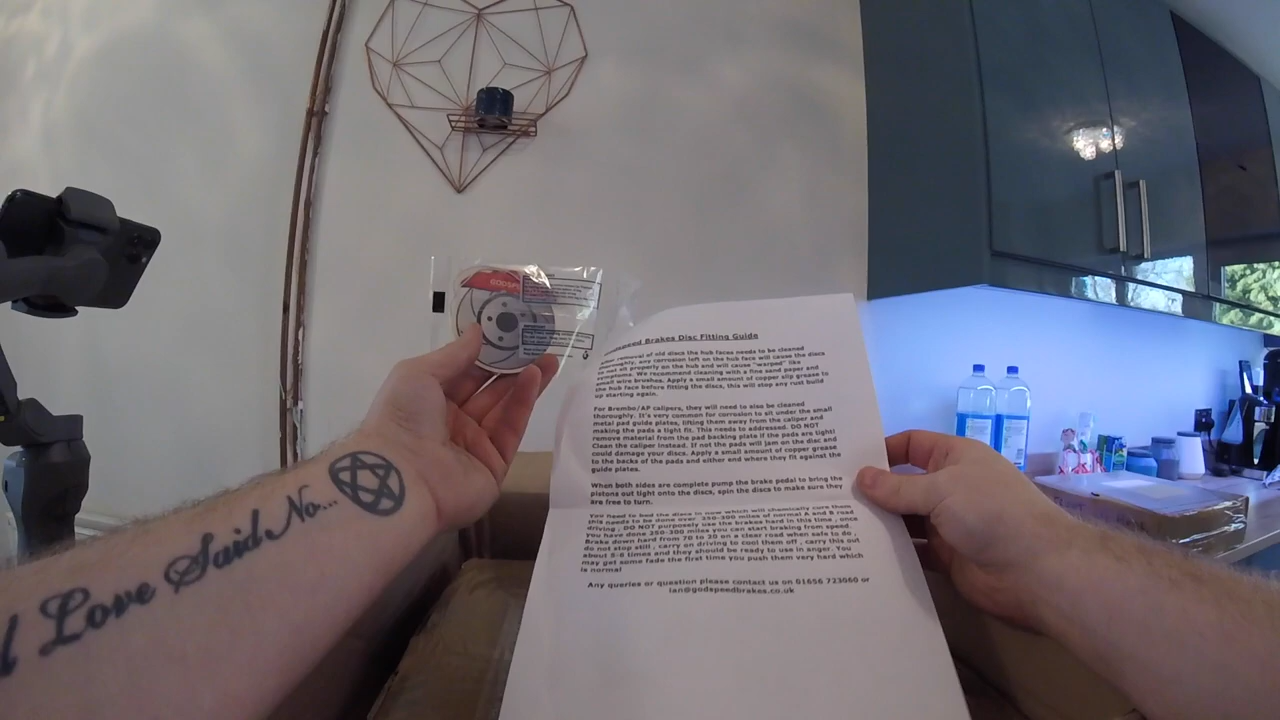 GODSP
IMPORTANT
Godspeed Brakes Disc Fitting Guide
After removal of old discs the hub faces needs to be cleaned
thoroughly, any corrosion left on the hub face will cause the discs
to not sit properly on the hub and will cause "warped" like
symptoms. We recommend cleaning with a fine sand paper and
small wire brushes. Apply a small amount of copper slip grease to
the hub face before fitting the discs, this will stop any rust build
up starting again.
For Brembo/AP calipers, they will need to also be cleaned
thoroughly. It's very common for corrosion to sit under the small
metal pad guide plates, lifting them away from the caliper and
making the pads a tight fit. This needs to addressed. DO NOT
remove material from the pad backing plate if the pads are tight!
Clean the caliper instead. If not the pads will jam on the disc and
could damage your discs. Apply a small amount of copper grease
to the backs of the pads and either end where they fit against the
guide plates.
When both sides are complete pump the brake pedal to bring the
pistons out tight onto the discs, spin the discs to make sure they
are free to turn.
You need to bed the discs in now which will chemically core them
this needs to be done over 250-300 miles of normal A and B road
driving , DO NOT purposely use the brakes hard in this time , once
You have done 250-300 miles you can start braking from speed.
Brake down hard from 70 to 30 on a clear road when safe to do ,
do not stop still , carry on driving to cool them off , carry this out
about 5-8 times and they should be ready to use in anger. You
may get some fade the first time you push them very hard which
is normal
Any queries or question please contact us on 01656 723060 or
Ian@godspeedbrakes.co.uk
Love Said No...